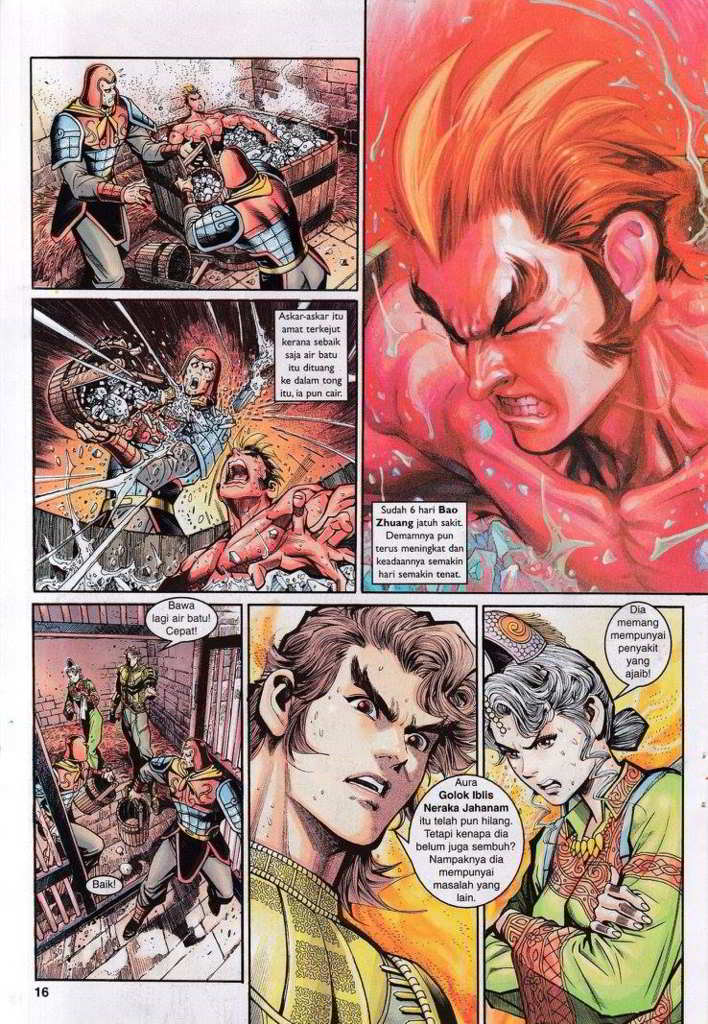 Askar-askar itu
amat terkejut
kerana sebaik
saja air batu
itu dituang
ke dalam tong
itu, ia pun cair.
Sudah 6 hari Bao
Zhuang jatuh sakit.
Demamnya pun
terus meningkat dan
keadaannya semakin
hari semakin tenat.
Bawa
lagi air batu!
Cepat!
Baik!
Aura
Golok Iblis
Neraka Jahanam
itu telah pun hilang.
Tetapi kenapa dia
belum juga sembuh?
Nampaknya dia
mempunyai
masalah yang
lain.
Dia
memang
mempunyai
penyakit
yang
ajaib!
16